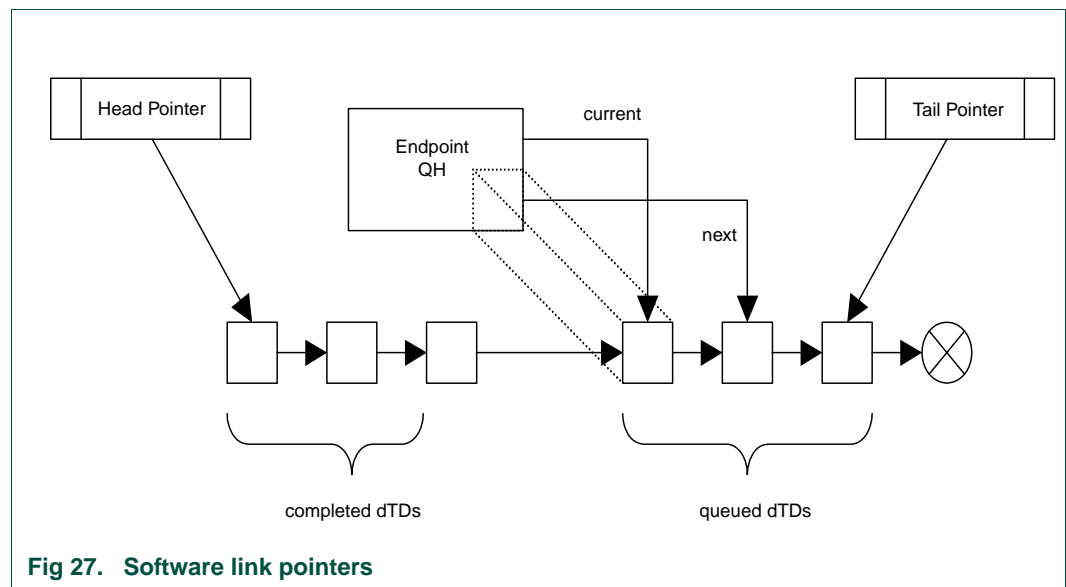 Head Pointer
Endpoint
QH
current
Tail Pointer
next
completed dTDs
queued dTDs
Fig 27. Software link pointers